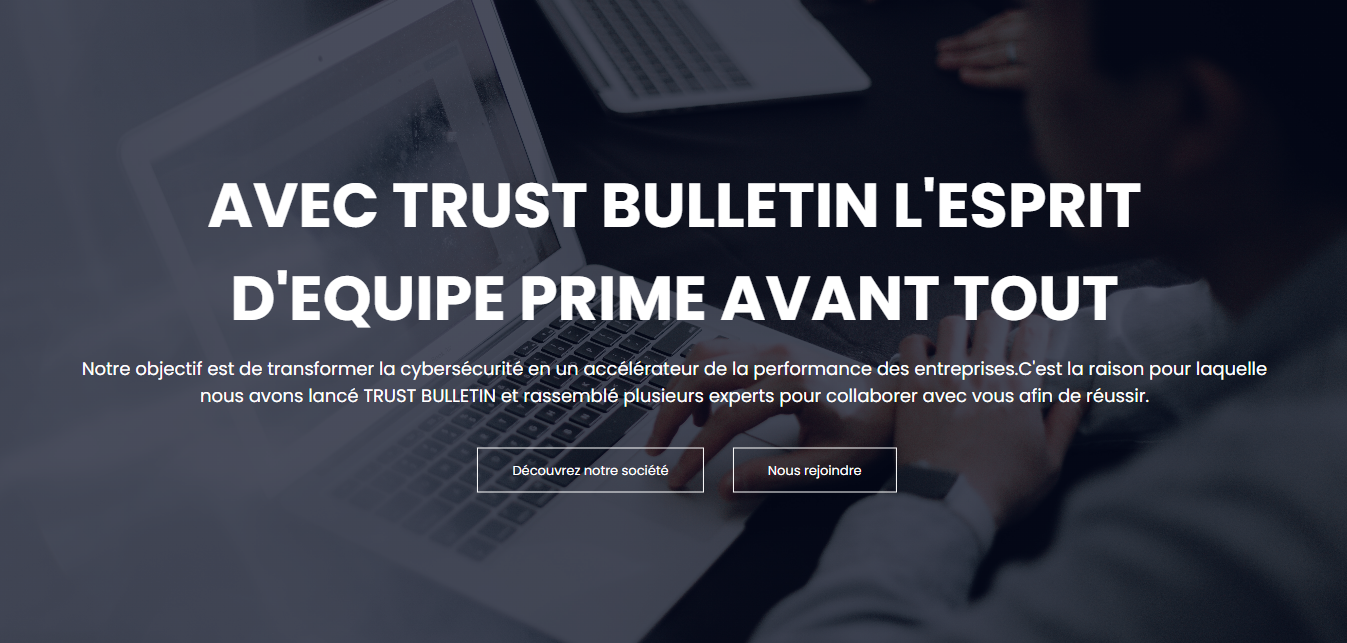 AVEC TRUST BULLETIN L'ESPRIT
D'EQUIPE PRIME AVANT TOUT
Notre objectif est de transformer la cybersécurité en un accélérateur de la performance des entreprises.C'est la raison pour laquelle
nous avons lancé TRUST BULLETIN et rassemblé plusieurs experts pour collaborer avec vous afin de réussir.
Découvrez notre société
Nous rejoindre